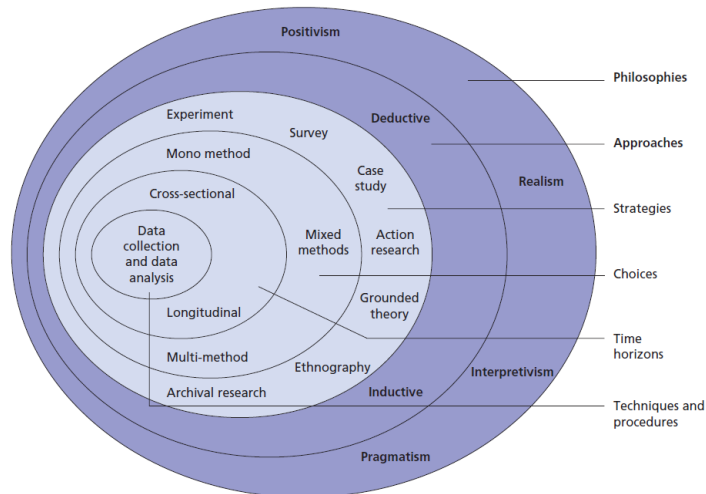 Positivism
Philosophies
Experiment
Deductive
Survey
Approaches
Mono method
Case
study
Realism
Cross-sectional
Strategies
Data
collection
and data
analysis
Mixed
methods
Action
research
Choices
Grounded
theory
Longitudinal
Time
horizons
Multi-method
Ethnography
Interpretivism
Archival research
Inductive
Techniques and
procedures
Pragmatism